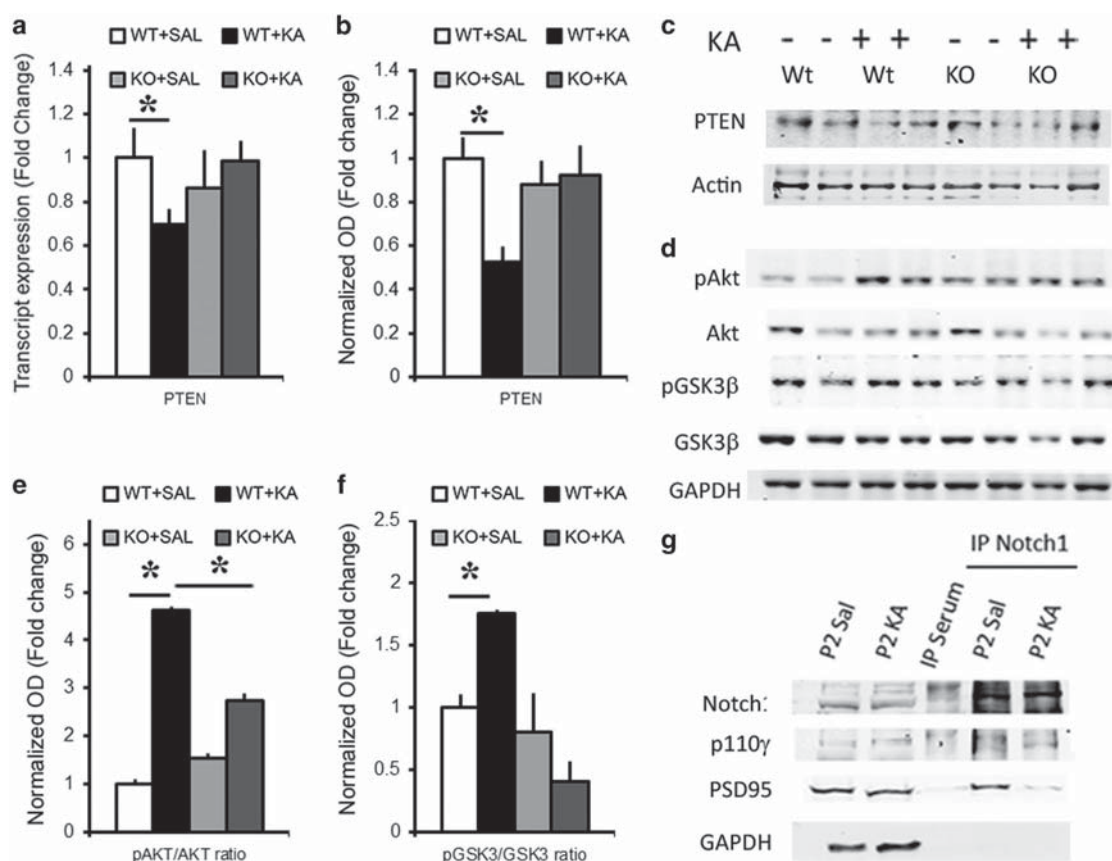 a
WT+SAL WT+KA
KO+SAL KO+KA
Transcript expression (Fold Change)
1.4
1.2
1
0.8
0.6
0.4
0.2
0
*
PTEN
b
WT+SAL WT+KA
KO+SAL KO+KA
Normalized OD (Fold change)
1.4
1.2
1
0.8
0.6
0.4
0.2
0
*
PTEN
c
KA - - + + - - + +
Wt Wt KO KO
PTEN
Actin
d
pAkt
Akt
pGSK3β
GSK3β
GAPDH
e
WT+SAL WT+KA
KO+SAL KO+KA
Normalized OD (Fold change)
6
5
4
3
2
1
0
* *
pAKT/AKT ratio
f
WT+SAL WT+KA
KO+SAL KO+KA
Normalized OD (Fold change)
2.5
2
1.5
1
0.5
0
*
pGSK3/GSK3 ratio
g
IP Notch1
P2 Sal P2 KA IP Serum P2 Sal P2 KA
Notch:
p110γ
PSD95
GAPDH